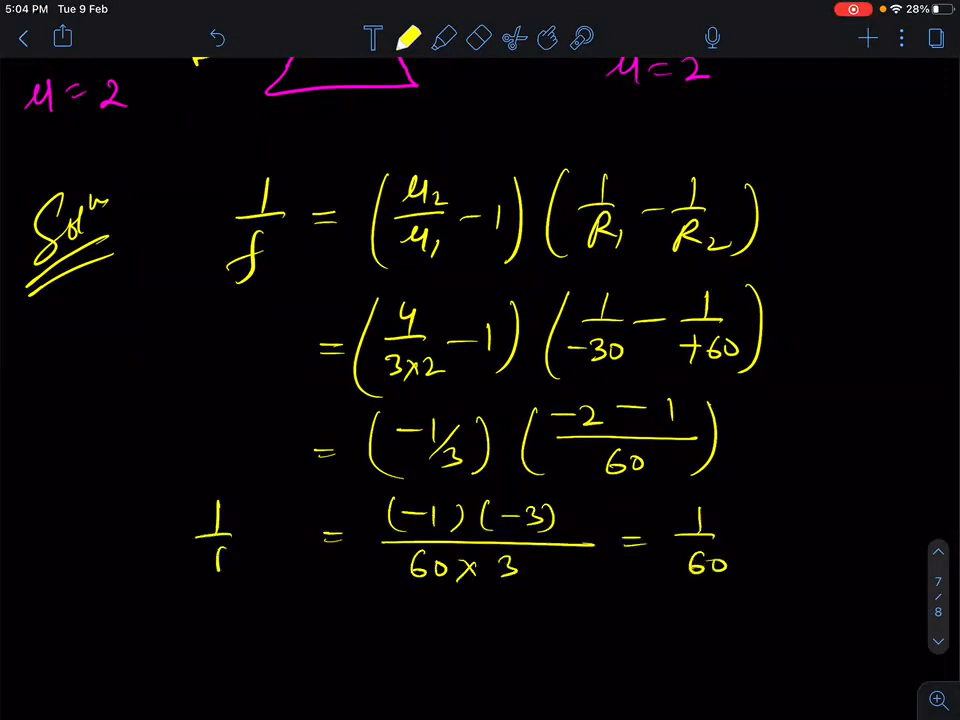 5:04 PM Tue 9 Feb 28%
T
μ = 2 μ = 2
Solⁿ
1/f = (μ₂/μ₁ - 1) (1/R₁ - 1/R₂)
= (4/3×2 - 1) (1/-30 - 1/+60)
= (-1/3) (-2 - 1/60)
1/f = (-1) (-3)/60 × 3 = 1/60
7
/
8